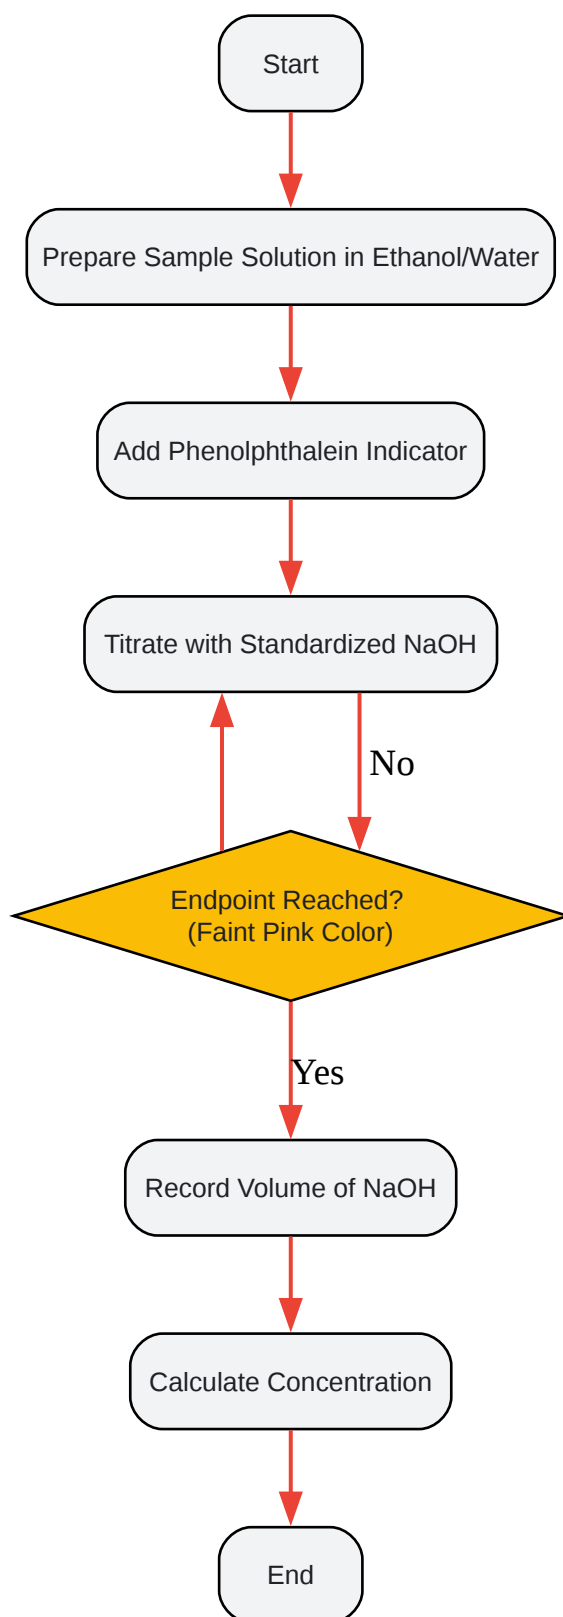 Start
Prepare Sample Solution in Ethanol/Water
Add Phenolphthalein Indicator
Titrate with Standardized NaOH
No
Endpoint Reached?
(Faint Pink Color)
Yes
Record Volume of NaOH
Calculate Concentration
End